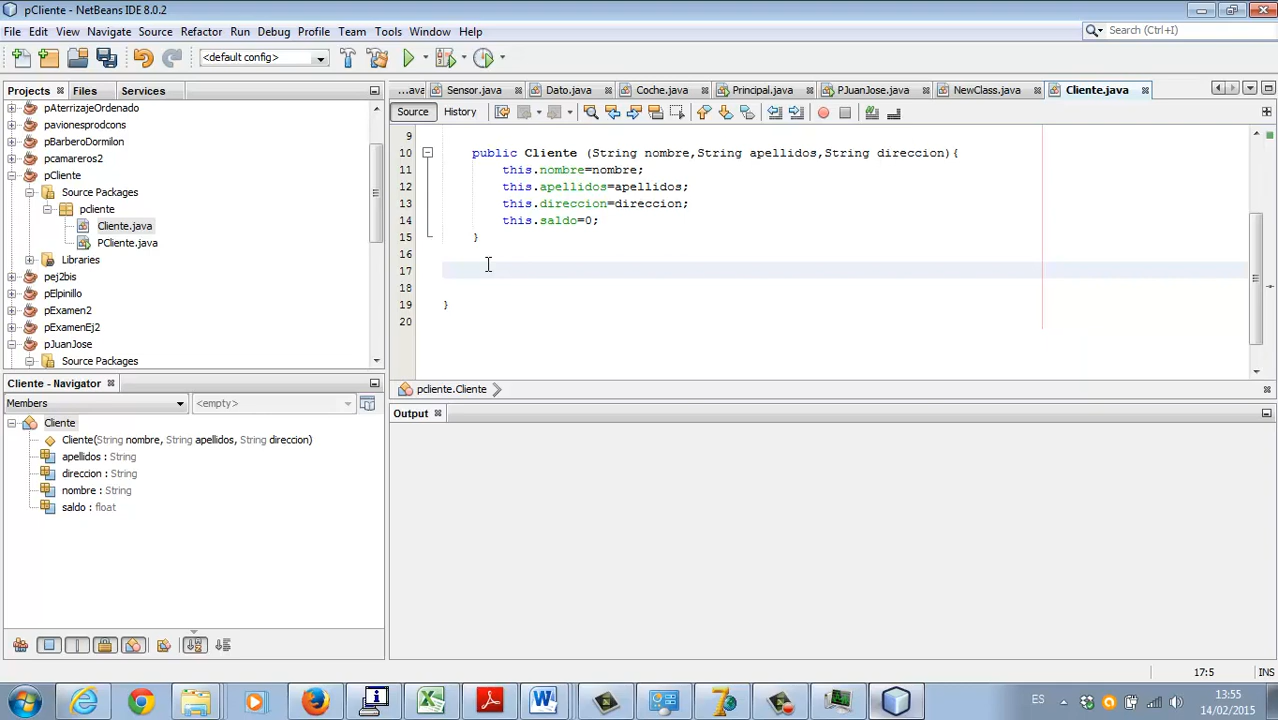 pCliente - NetBeans IDE 8.0.2
File Edit View Navigate Source Refactor Run Debug Profile Team Tools Window Help
Search (Ctrl+I)
<default config>
Projects Files Services
...ava Sensor.java Dato.java Coche.java Principal.java PJuanJose.java NewClass.java Cliente.java
Source History
pAterrizajeOrdenado
pavionesprodcons
pBarberoDormilon
pcamareros2
pCliente
Source Packages
pcliente
Cliente.java
PCliente.java
Libraries
pej2bis
pElpinillo
pExamen2
pExamenEj2
pJuanJose
Source Packages
9
10 public Cliente (String nombre,String apellidos,String direccion){
11 this.nombre=nombre;
12 this.apellidos=apellidos;
13 this.direccion=direccion;
14 this.saldo=0;
15 }
16
17
18
19 }
20
pcliente.Cliente
Cliente - Navigator
Members <empty>
Cliente
Cliente(String nombre, String apellidos, String direccion)
apellidos : String
direccion : String
nombre : String
saldo : float
Output
17:5 INS
ES
13:55
14/02/2015